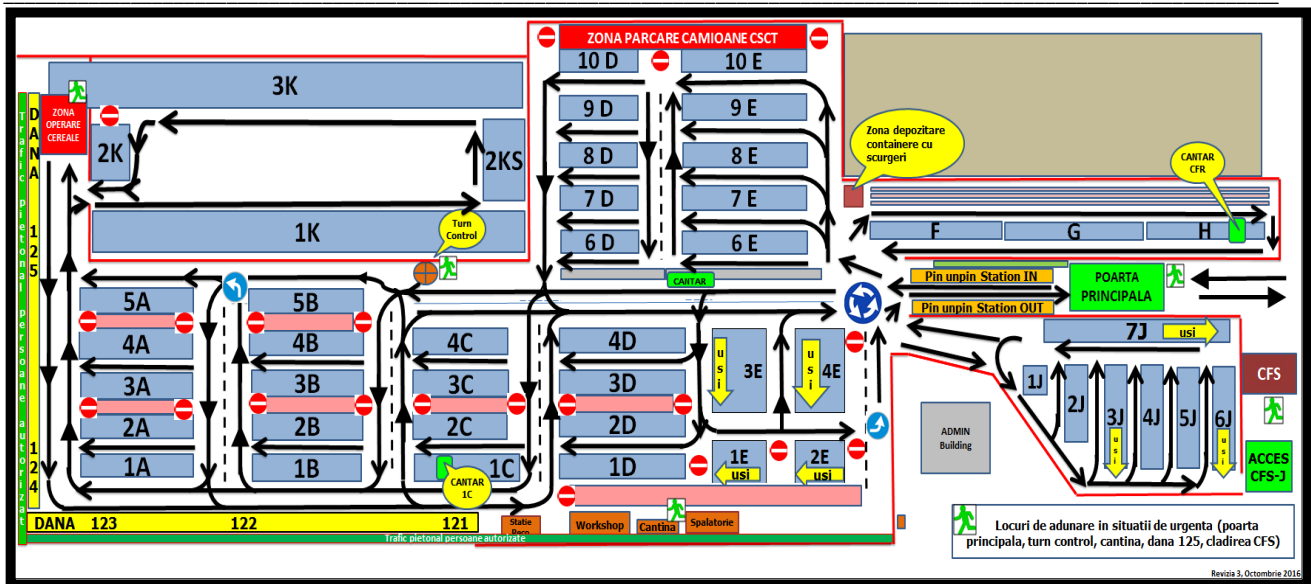 ZONA PARCARE CAMIOANE CSCT
10 D
10 E
3K
ZONA
OPERARE
CEREALE
9 D
9 E
2K
2KS
Zona depozitare
containere cu
scurgeri
8 D
8 E
CANTAR
CFR
7 D
7 E
1K
Turn
Control
F
G
H
6 D
6 E
CANTAR
Pin unpin Station IN
POARTA
PRINCIPALA
Pin unpin Station OUT
DANA 125
124
Trafic pietonal persoane autorizat
5A
5B
4A
4B
4C
4D
3E
usi
4E
usi
7J
usi
3A
3B
3C
3D
1J
2J
3J
usi
4J
5J
6J
usi
CFS
2A
2B
2C
2D
ADMIN
Building
1A
1B
1C
1D
1E
usi
2E
usi
CANTAR
1C
ACCES
CFS-J
DANA 123 122 121
Statie
Workshop
Cantina
Spalatorie
Trafic pietonal persoane autorizate
Locuri de adunare in situatii de urgenta (poarta
principala, turn control, cantina, dana 125, cladirea CFS)
Revizia 3, Octombrie 2016